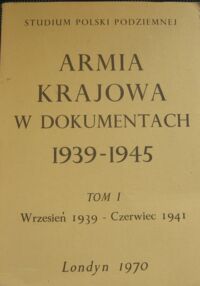 STUDIUM POLSKI PODZIEMNEJ
ARMIA
KRAJOWA
W DOKUMENTACH
1939-1945
TOM I
Wrzesień 1939 - Czerwiec 1941
Londyn 1970